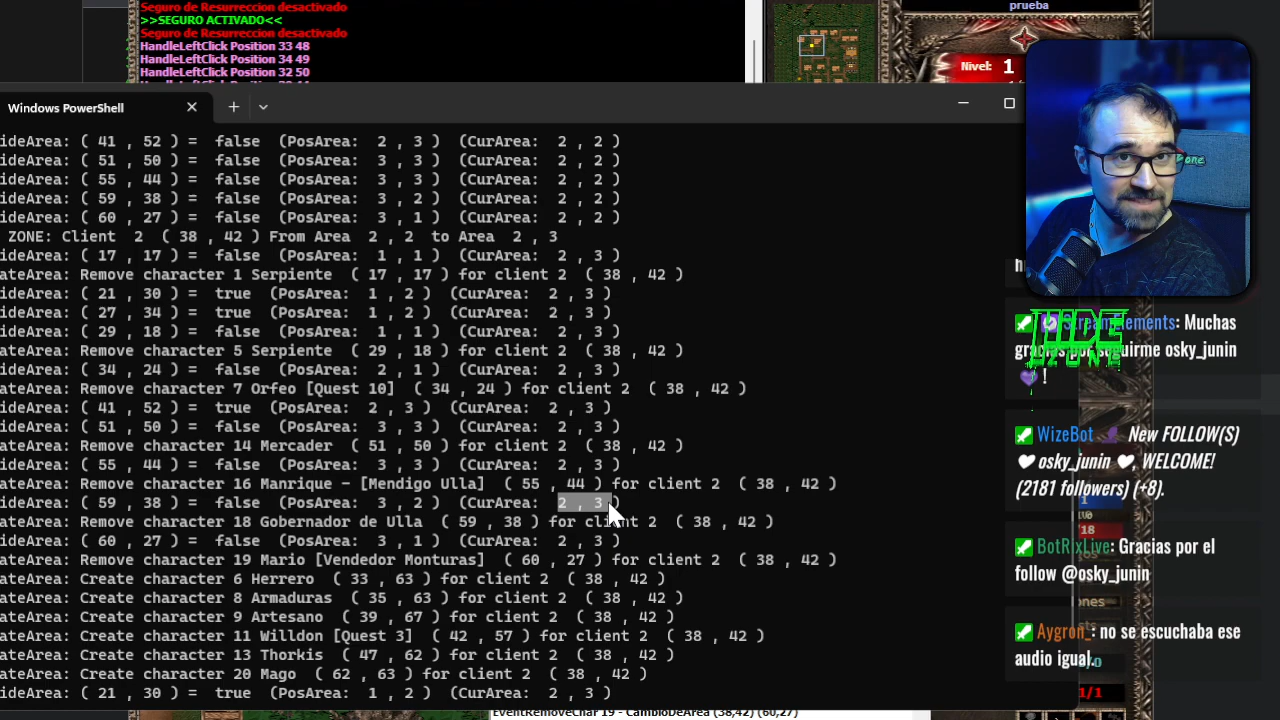 Seguro de Resurreccion desactivado
>>SEGURO ACTIVADO<<
Seguro de Resurreccion desactivado
HandleLeftClick Position 33 48
HandleLeftClick Position 34 49
HandleLeftClick Position 32 50
prueba
Nivel: 1
Windows PowerShell
ideArea: ( 41 , 52 ) = false (PosArea: 2 , 3 ) (CurArea: 2 , 2 )
ideArea: ( 51 , 50 ) = false (PosArea: 3 , 3 ) (CurArea: 2 , 2 )
ideArea: ( 55 , 44 ) = false (PosArea: 3 , 3 ) (CurArea: 2 , 2 )
ideArea: ( 59 , 38 ) = false (PosArea: 3 , 2 ) (CurArea: 2 , 2 )
ideArea: ( 60 , 27 ) = false (PosArea: 3 , 1 ) (CurArea: 2 , 2 )
ZONE: Client 2 ( 38 , 42 ) From Area 2 , 2 to Area 2 , 3
ideArea: ( 17 , 17 ) = false (PosArea: 1 , 1 ) (CurArea: 2 , 3 )
ateArea: Remove character 1 Serpiente ( 17 , 17 ) for client 2 ( 38 , 42 )
ideArea: ( 21 , 30 ) = true (PosArea: 1 , 2 ) (CurArea: 2 , 3 )
ideArea: ( 27 , 34 ) = true (PosArea: 1 , 2 ) (CurArea: 2 , 3 )
ideArea: ( 29 , 18 ) = false (PosArea: 1 , 1 ) (CurArea: 2 , 3 )
ateArea: Remove character 5 Serpiente ( 29 , 18 ) for client 2 ( 38 , 42 )
ideArea: ( 34 , 24 ) = false (PosArea: 2 , 1 ) (CurArea: 2 , 3 )
ateArea: Remove character 7 Orfeo [Quest 10] ( 34 , 24 ) for client 2 ( 38 , 42 )
ideArea: ( 41 , 52 ) = true (PosArea: 2 , 3 ) (CurArea: 2 , 3 )
ideArea: ( 51 , 50 ) = false (PosArea: 3 , 3 ) (CurArea: 2 , 3 )
ateArea: Remove character 14 Mercader ( 51 , 50 ) for client 2 ( 38 , 42 )
ideArea: ( 55 , 44 ) = false (PosArea: 3 , 3 ) (CurArea: 2 , 3 )
ateArea: Remove character 16 Manrique - [Mendigo Ulla] ( 55 , 44 ) for client 2 ( 38 , 42 )
ideArea: ( 59 , 38 ) = false (PosArea: 3 , 2 ) (CurArea: 2 , 3 )
ateArea: Remove character 18 Gobernador de Ulla ( 59 , 38 ) for client 2 ( 38 , 42 )
ideArea: ( 60 , 27 ) = false (PosArea: 3 , 1 ) (CurArea: 2 , 3 )
ateArea: Remove character 19 Mario [Vendedor Monturas] ( 60 , 27 ) for client 2 ( 38 , 42 )
ateArea: Create character 6 Herrero ( 33 , 63 ) for client 2 ( 38 , 42 )
ateArea: Create character 8 Armaduras ( 35 , 63 ) for client 2 ( 38 , 42 )
ateArea: Create character 9 Artesano ( 39 , 67 ) for client 2 ( 38 , 42 )
ateArea: Create character 11 Willdon [Quest 3] ( 42 , 57 ) for client 2 ( 38 , 42 )
ateArea: Create character 13 Thorkis ( 47 , 62 ) for client 2 ( 38 , 42 )
ateArea: Create character 20 Mago ( 62 , 63 ) for client 2 ( 38 , 42 )
ideArea: ( 21 , 30 ) = true (PosArea: 1 , 2 ) (CurArea: 2 , 3 )
EventRemoveChar 19 - CambioDeArea (38,42) (60,27)
StreamElements: Muchas
gracias por seguirme osky_junin
!
WizeBot New FOLLOW(S)
osky_junin , WELCOME!
(2181 followers) (+8).
BotRixLive: Gracias por el
follow @osky_junin
Aygron_: no se escuchaba ese
audio igual.
1/1